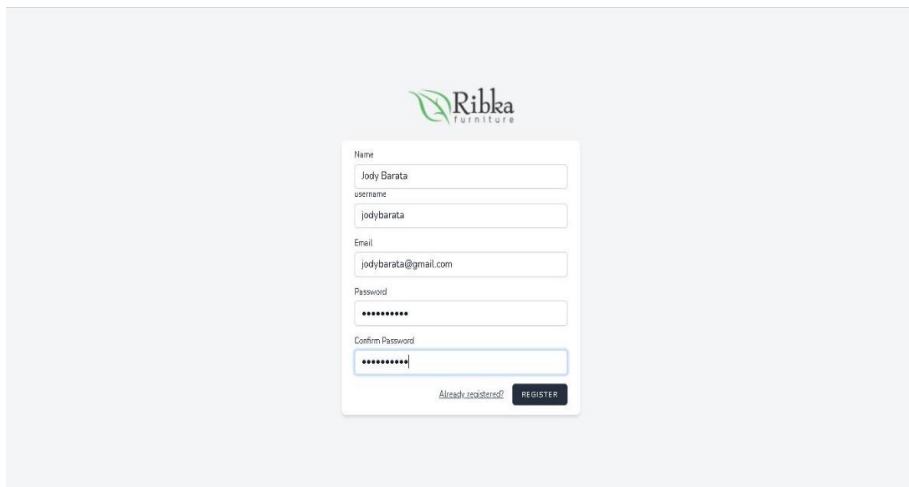 Ribka
furniture
Name
Jody Barata
username
jodybarata
Email
jodybarata@gmail.com
Password
••••••••••
Confirm Password
••••••••••
Already registered? REGISTER